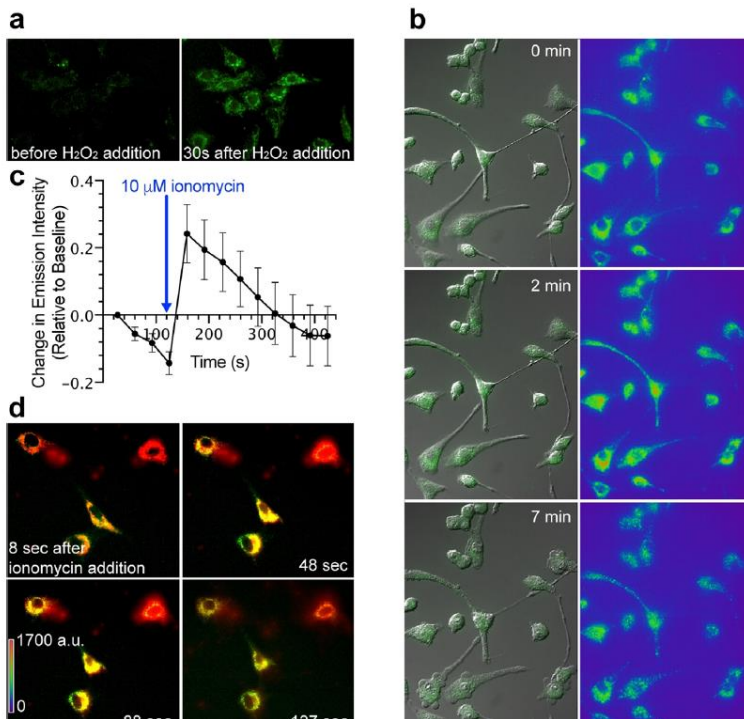 a
before H₂O₂ addition
30s after H₂O₂ addition
b
0 min
2 min
7 min
c
10 μM ionomycin
Change in Emission Intensity
(Relative to Baseline)
0.4
0.2
0.0
−0.2
100 200 300 400
Time (s)
d
8 sec after
ionomycin addition
48 sec
1700 a.u.
0
sec
sec